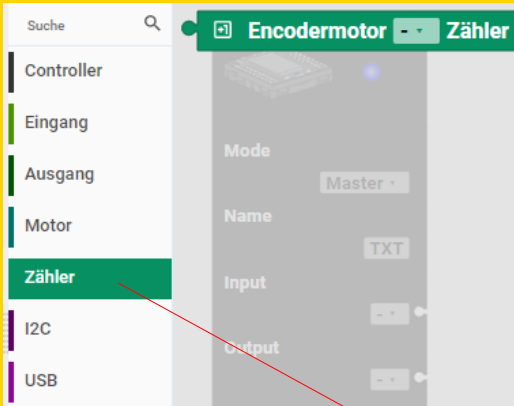 Suche
Encodermotor - Zähler
Controller
Eingang
Ausgang
Motor
Zähler
I2C
USB
Mode
Master
Name
TXT
Input
-
Output
-